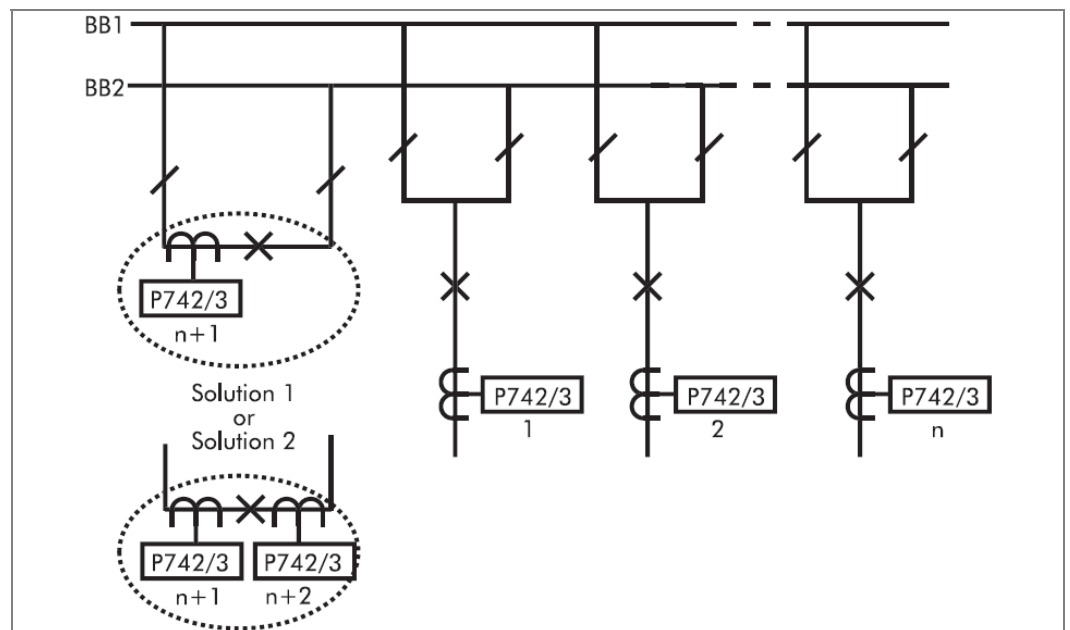 BB1
BB2
P742/3
n+1
Solution 1
or
Solution 2
P742/3
n+1
P742/3
n+2
P742/3
1
P742/3
2
P742/3
n